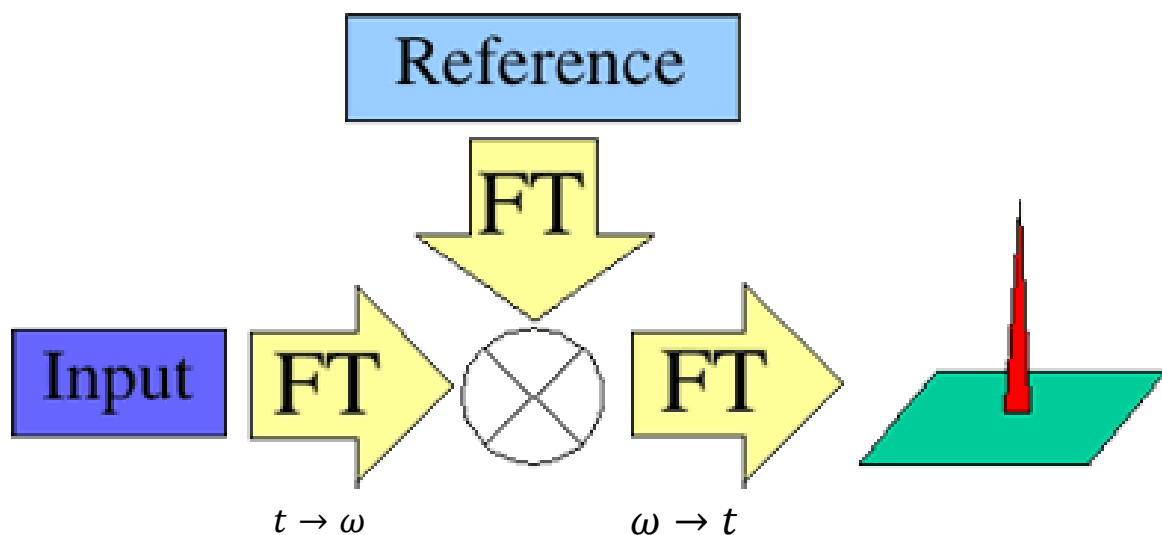 Reference
FT
Input
FT
FT
t → ω
ω → t